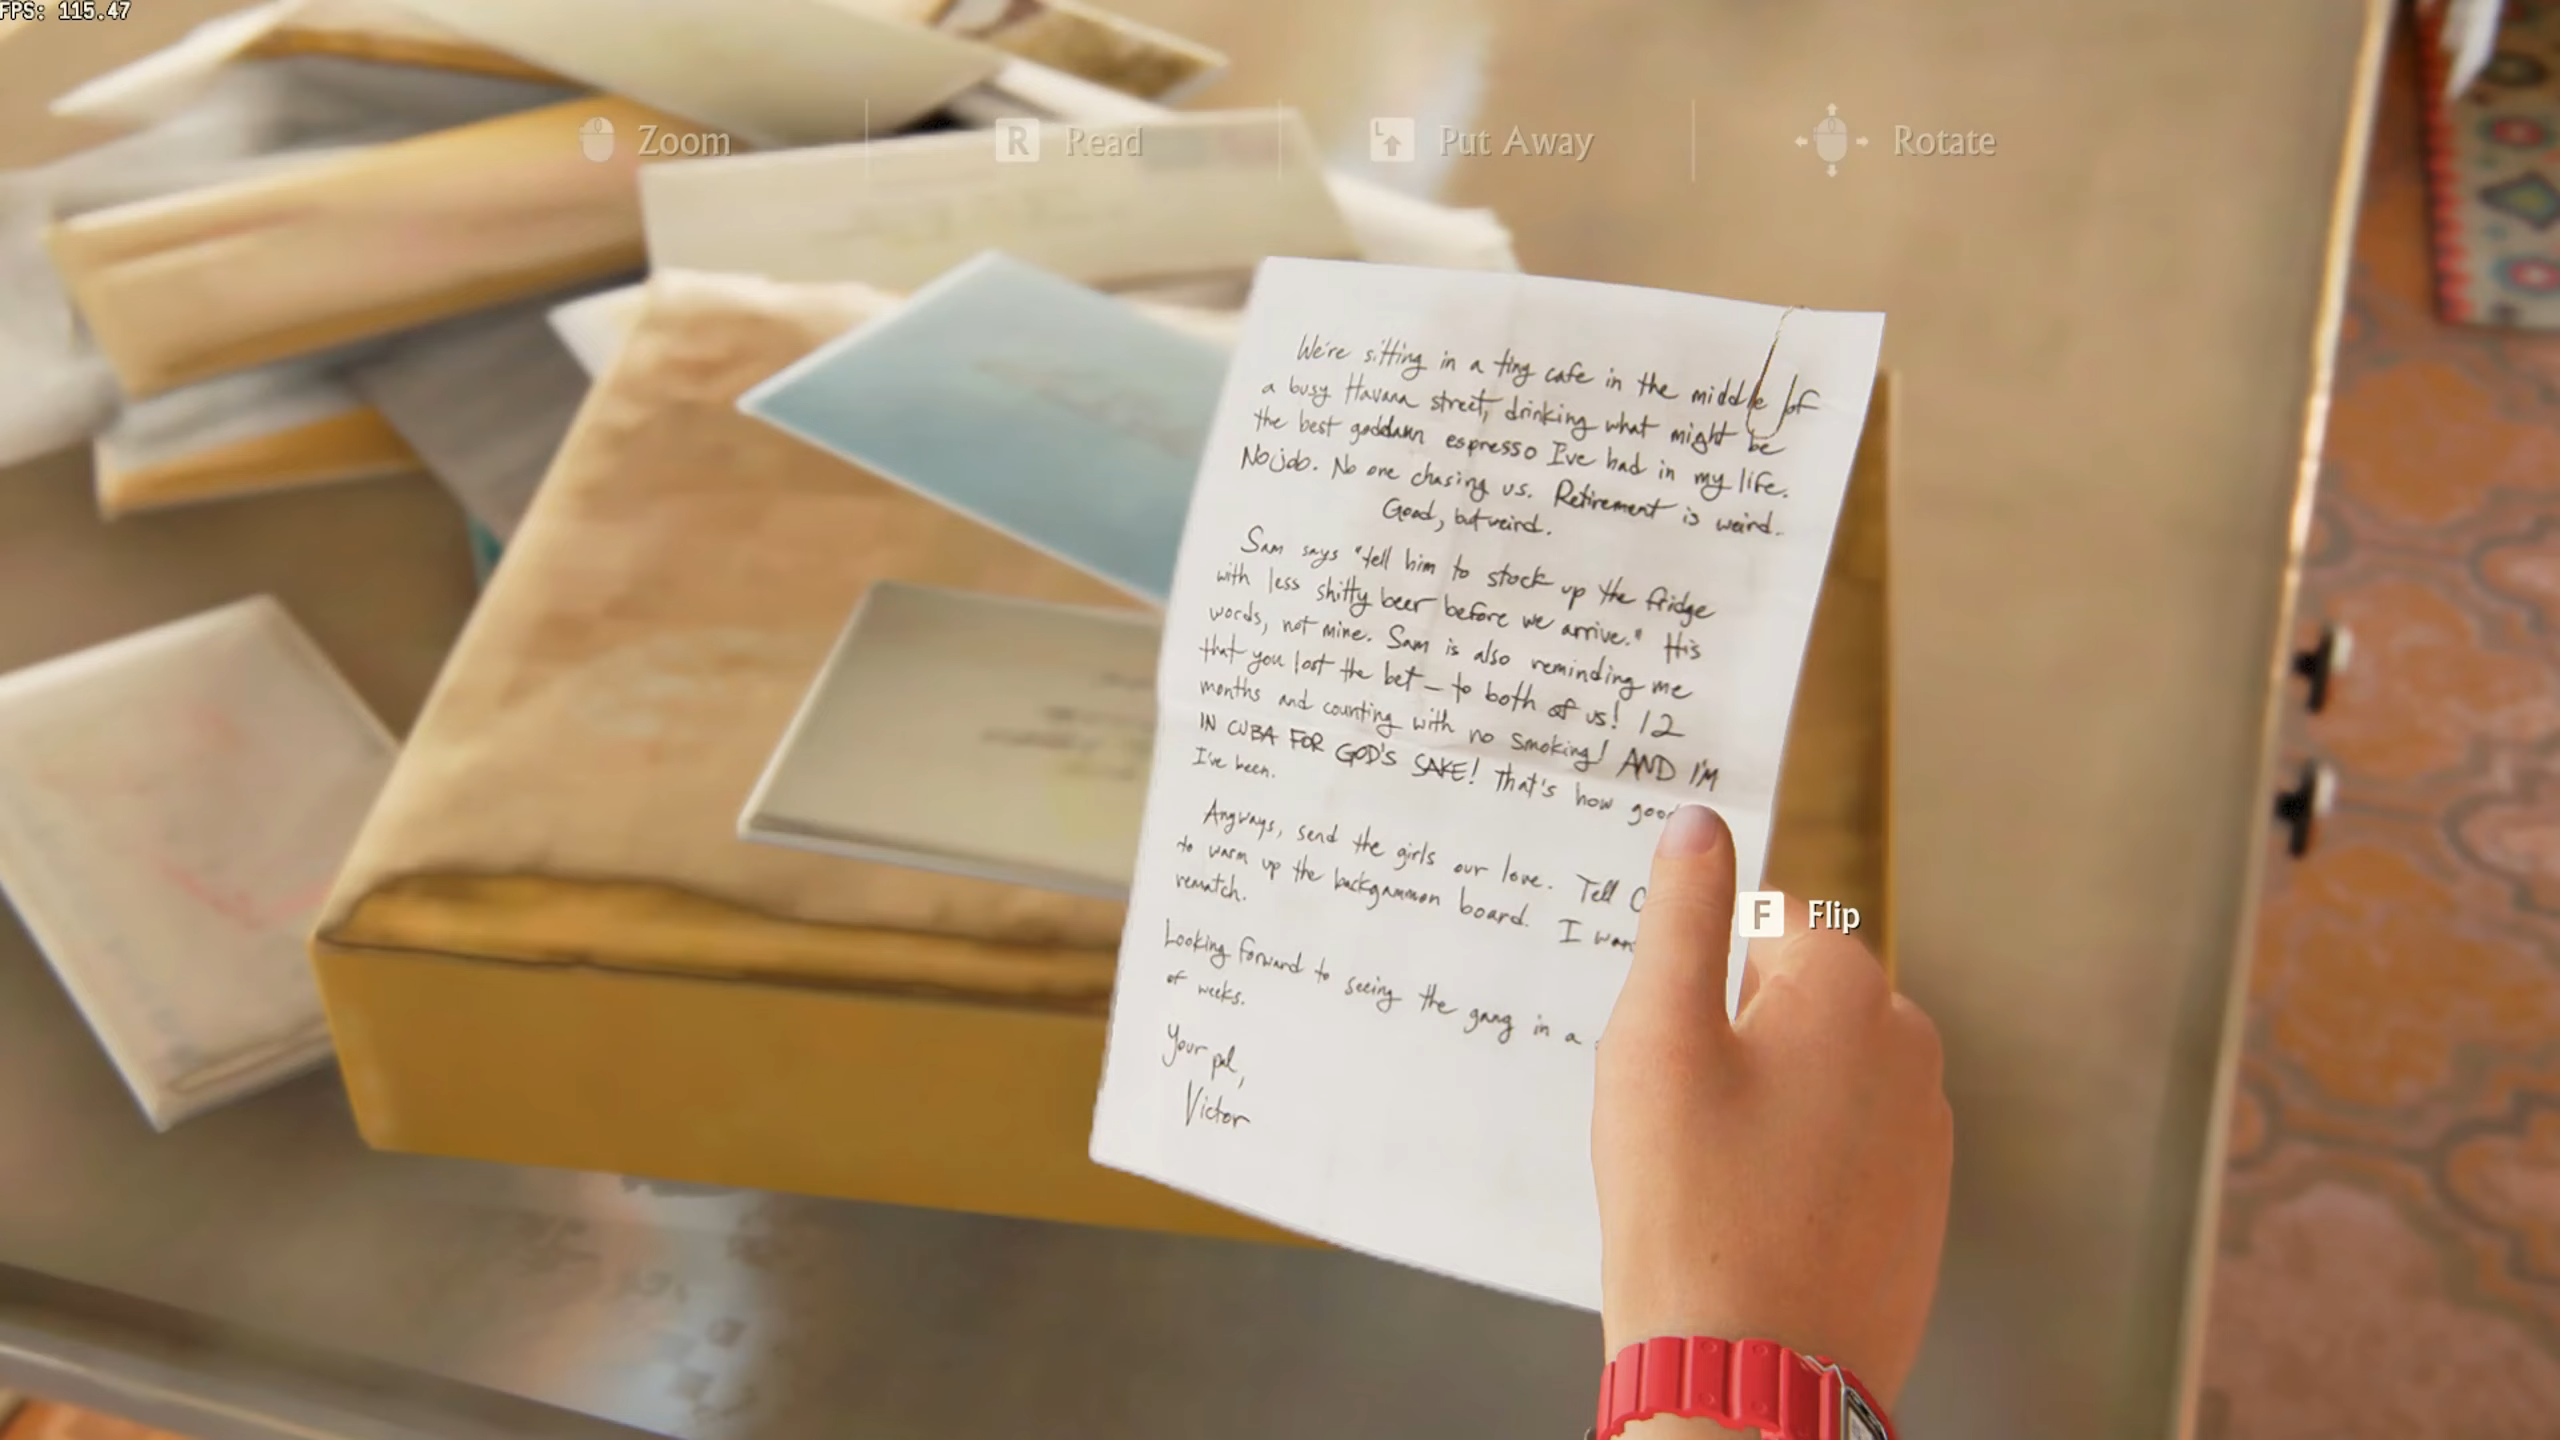 FPS: 115.47
Zoom
R Read
L Put Away
Rotate
We're sitting in a tiny cafe in the middle of
a busy Havana street, drinking what might be
the best goddamn espresso I've had in my life.
No job. No one chasing us. Retirement is weird.
Good, but weird.
Sam says "tell him to stock up the fridge
with less shitty beer before we arrive." His
words, not mine. Sam is also reminding me
that you lost the bet – to both of us! 12
months and counting with no smoking! AND I'M
IN CUBA FOR GOD'S SAKE! That's how good
I've been.
Anyways, send the girls our love. Tell C
to warm up the backgammon board. I wan
rematch.
Looking forward to seeing the gang in a
of weeks.
Your pal,
Victor
F Flip